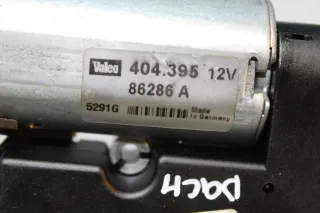 Valeo 404.395 12V
86286 A
5291G Made
in Germany
DACH